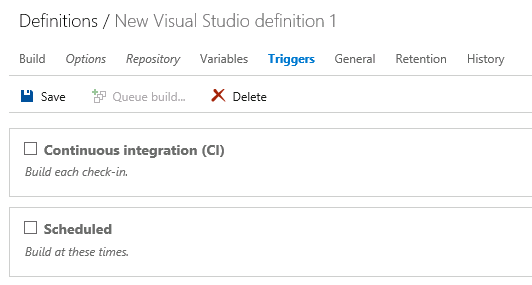 Definitions / New Visual Studio definition 1
Build Options Repository Variables Triggers General Retention History
Save Queue build... Delete
Continuous integration (CI)
Build each check-in.
Scheduled
Build at these times.